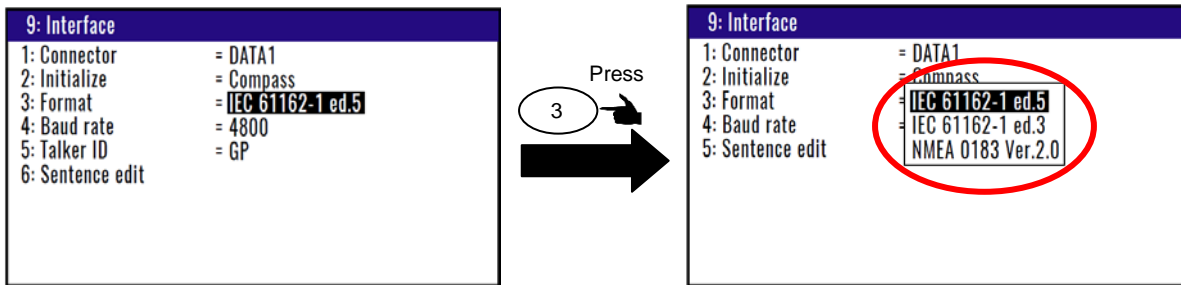 9: Interface
1: Connector = DATA1
2: Initialize = Compass
3: Format = IEC 61162-1 ed.5
4: Baud rate = 4800
5: Talker ID = GP
6: Sentence edit
Press
3
9: Interface
1: Connector = DATA1
2: Initialize = Compass
3: Format = IEC 61162-1 ed.5
4: Baud rate = IEC 61162-1 ed.3
NMEA 0183 Ver.2.0
5: Sentence edit